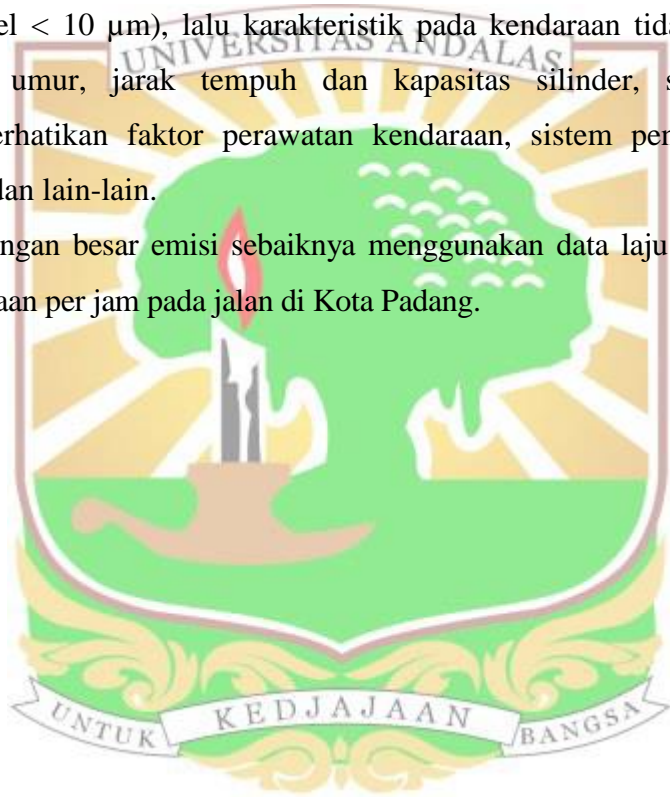 el < 10 µm), lalu karakteristik pada kendaraan tida
UNIVERSITAS ANDALAS
umur, jarak tempuh dan kapasitas silinder, s
erhatikan faktor perawatan kendaraan, sistem per
dan lain-lain.
ngan besar emisi sebaiknya menggunakan data laju
aan per jam pada jalan di Kota Padang.
UNTUK KEDJAJAAN BANGSA